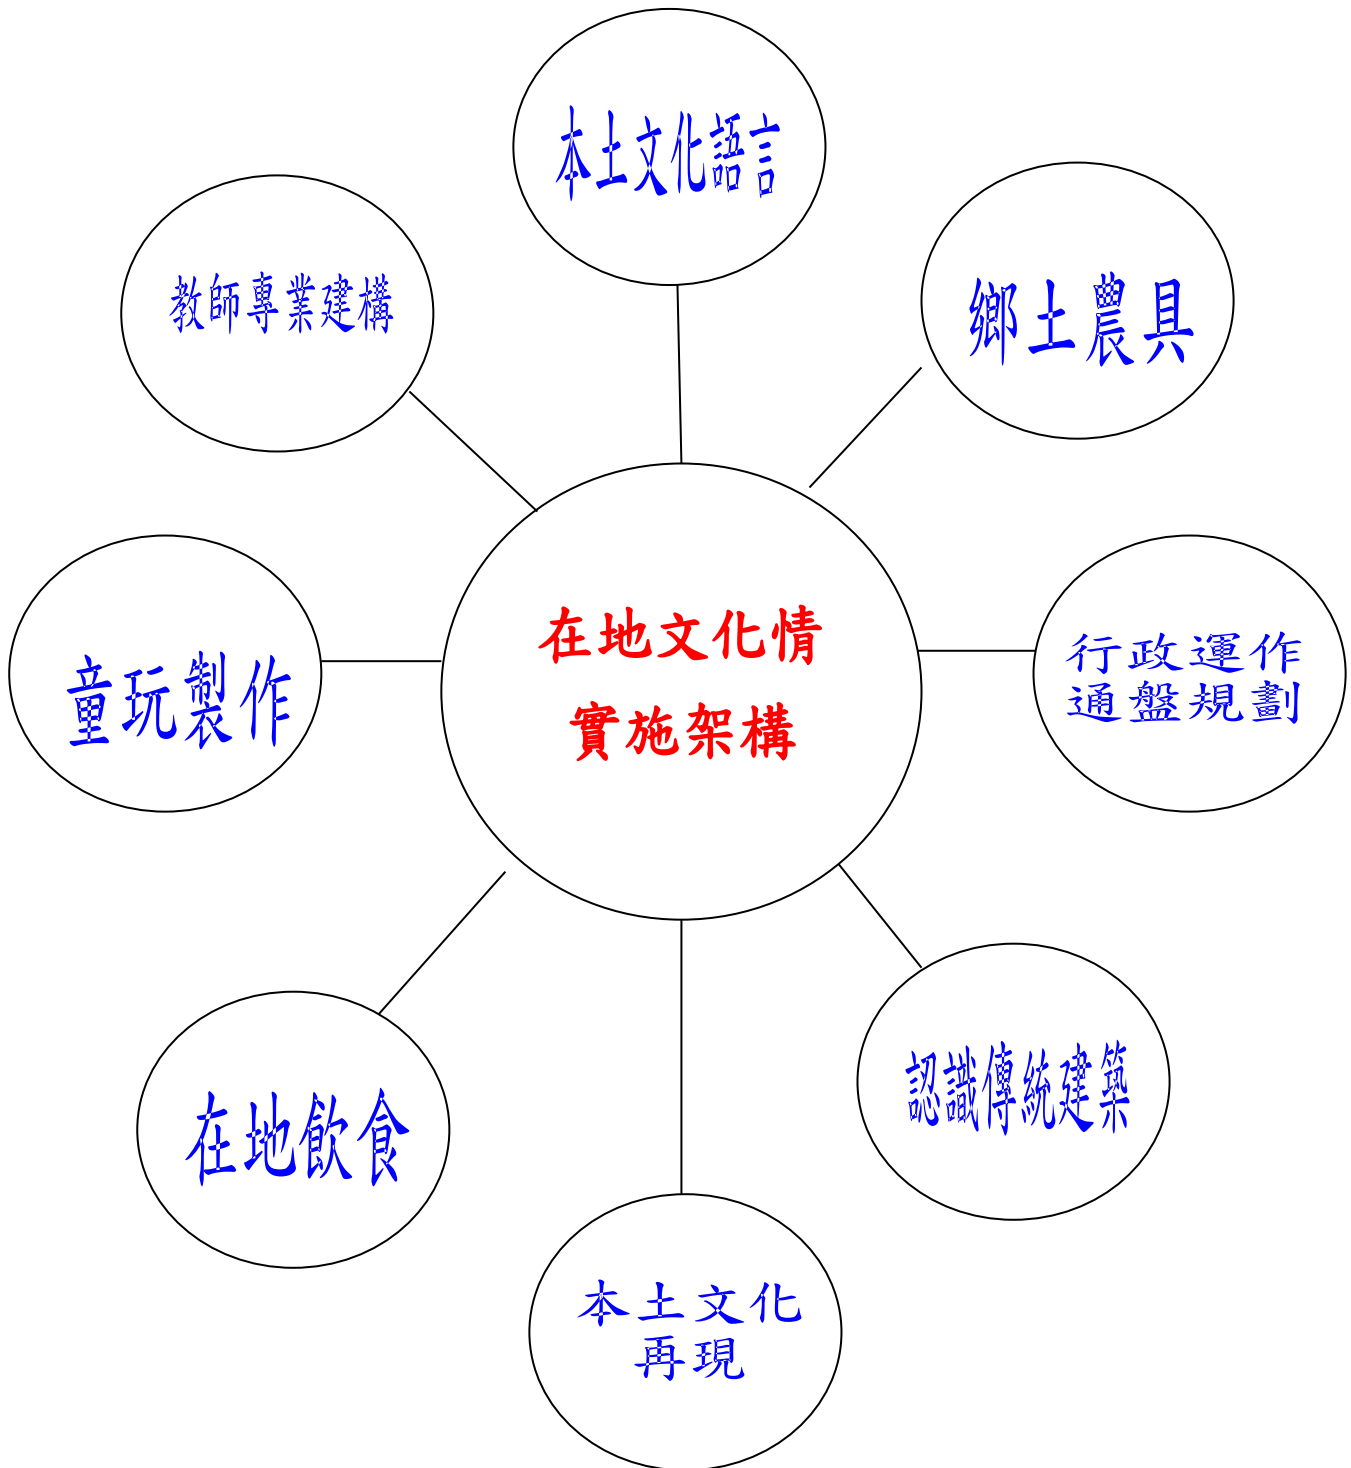 本土文化語言
鄉土農具
教師專業建構
在地文化情
實施架構
行政運作
通盤規劃
童玩製作
認識傳統建築
在地飲食
本土文化
再現